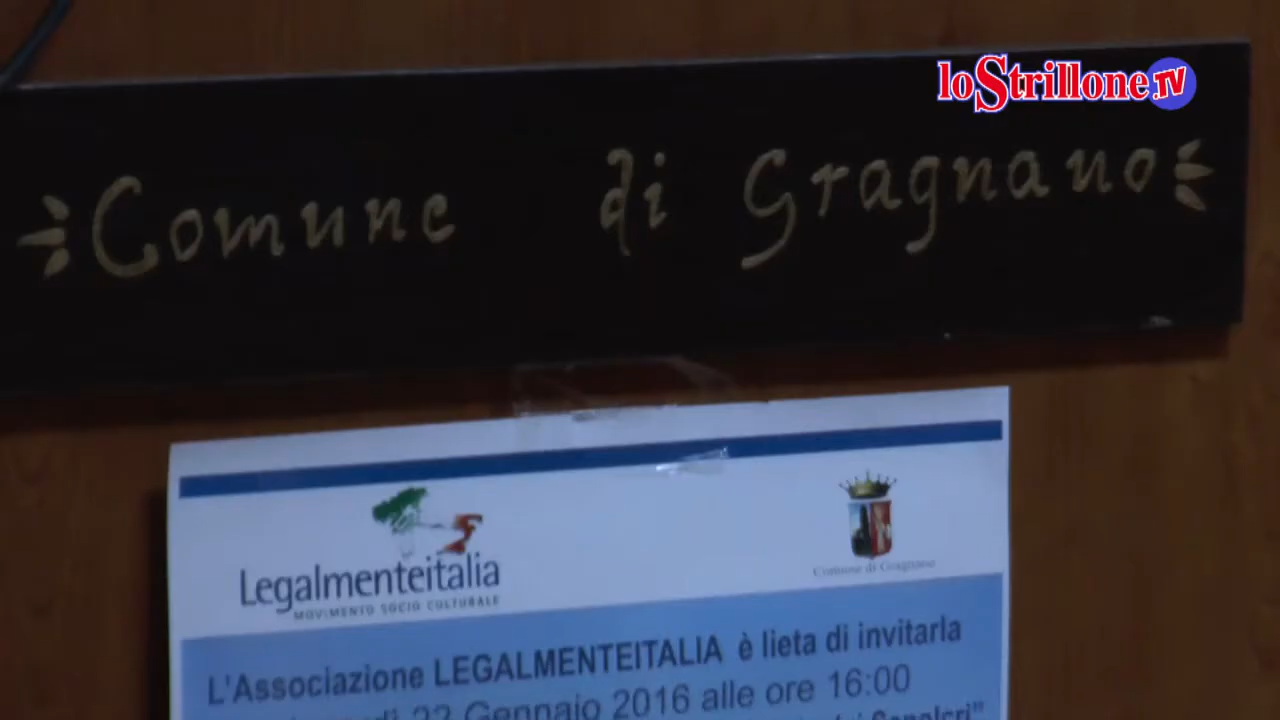 loStrillone.TV
Comune di Gragnano
Legalmenteitalia
MOVIMENTO SOCIO CULTURALE
Comune di Gragnano
L'Associazione LEGALMENTEITALIA è lieta di invitarla
22 Gennaio 2016 alle ore 16:00